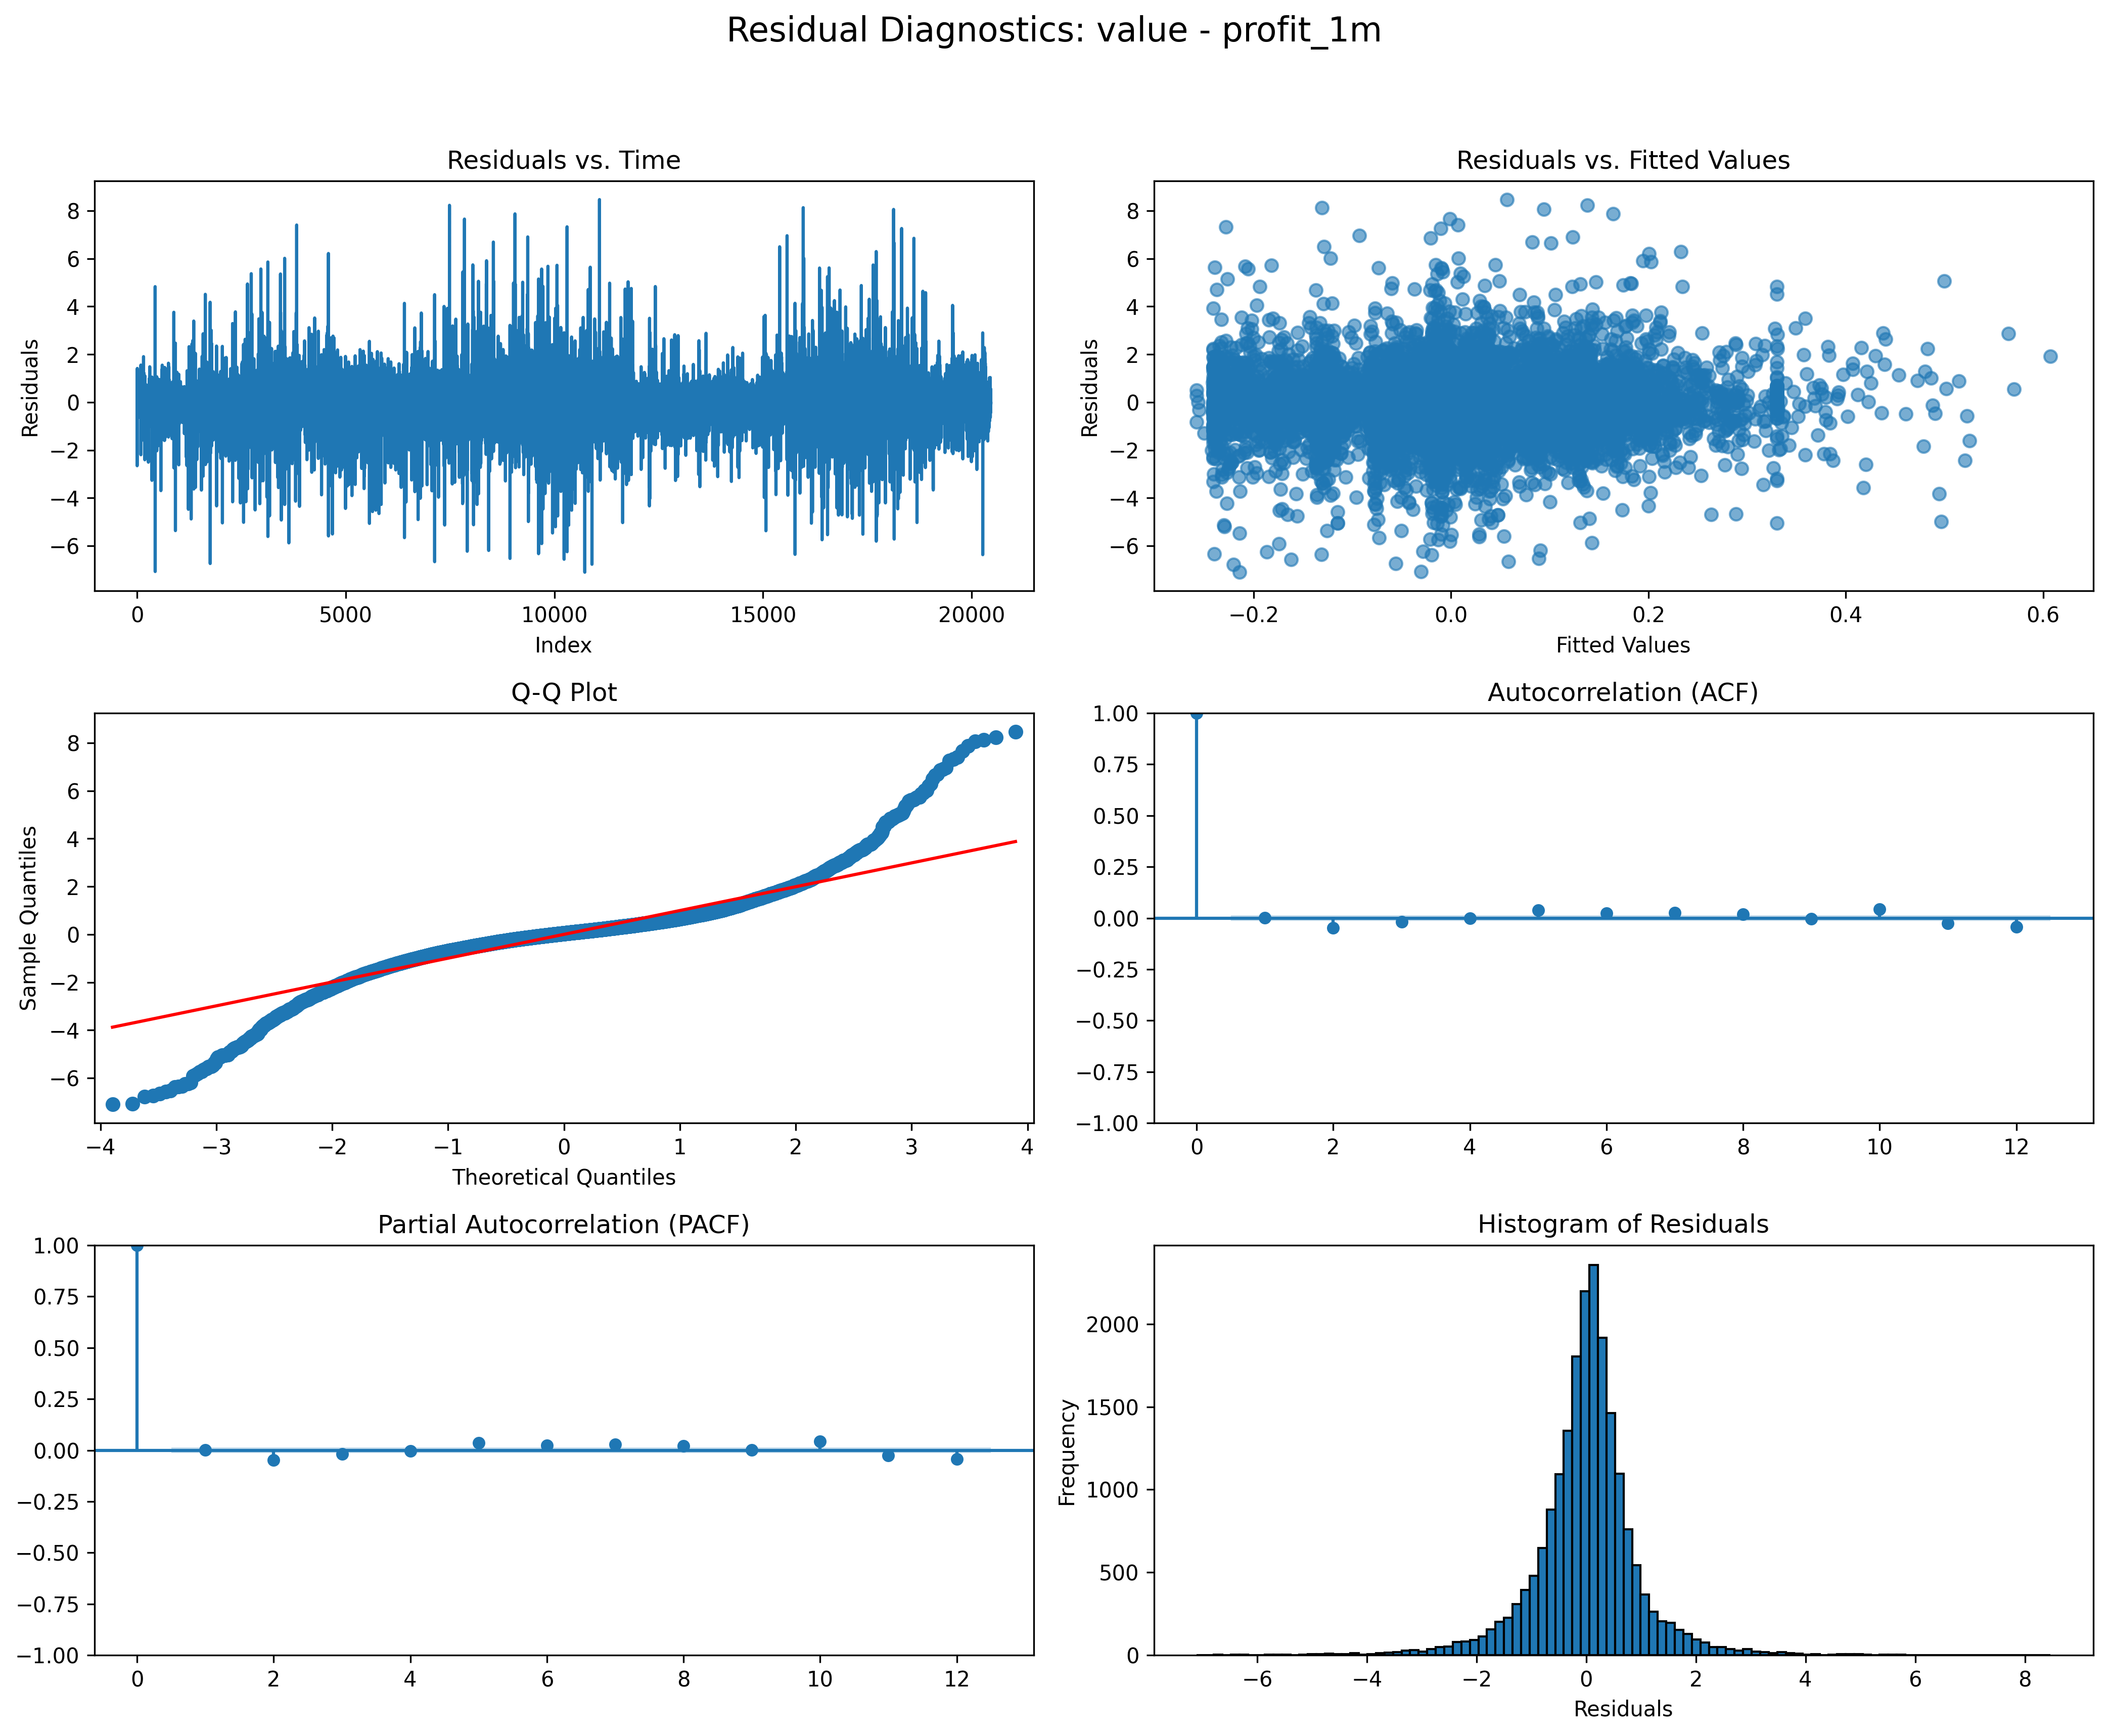 Residual Diagnostics: value - profit_1m
Residuals vs. Time
Residuals
8
6
4
2
0
−2
−4
−6
0 5000 10000 15000 20000
Index
Residuals vs. Fitted Values
Residuals
8
6
4
2
0
−2
−4
−6
−0.2 0.0 0.2 0.4 0.6
Fitted Values
Q-Q Plot
Sample Quantiles
8
6
4
2
0
−2
−4
−6
−4 −3 −2 −1 0 1 2 3 4
Theoretical Quantiles
Autocorrelation (ACF)
1.00
0.75
0.50
0.25
0.00
−0.25
−0.50
−0.75
−1.00
0 2 4 6 8 10 12
Partial Autocorrelation (PACF)
1.00
0.75
0.50
0.25
0.00
−0.25
−0.50
−0.75
−1.00
0 2 4 6 8 10 12
Histogram of Residuals
Frequency
2000
1500
1000
500
0
−6 −4 −2 0 2 4 6 8
Residuals